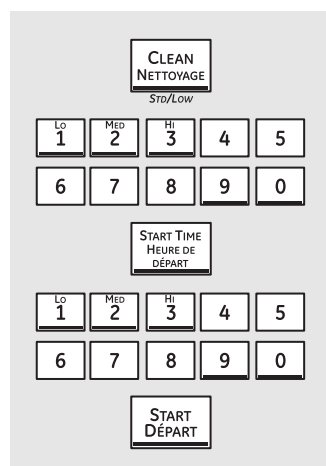 CLEAN
NETTOYAGE
STD/LOW
LO MED HI
1 2 3 4 5
6 7 8 9 0
START TIME
HEURE DE
DÉPART
LO MED HI
1 2 3 4 5
6 7 8 9 0
START
DÉPART